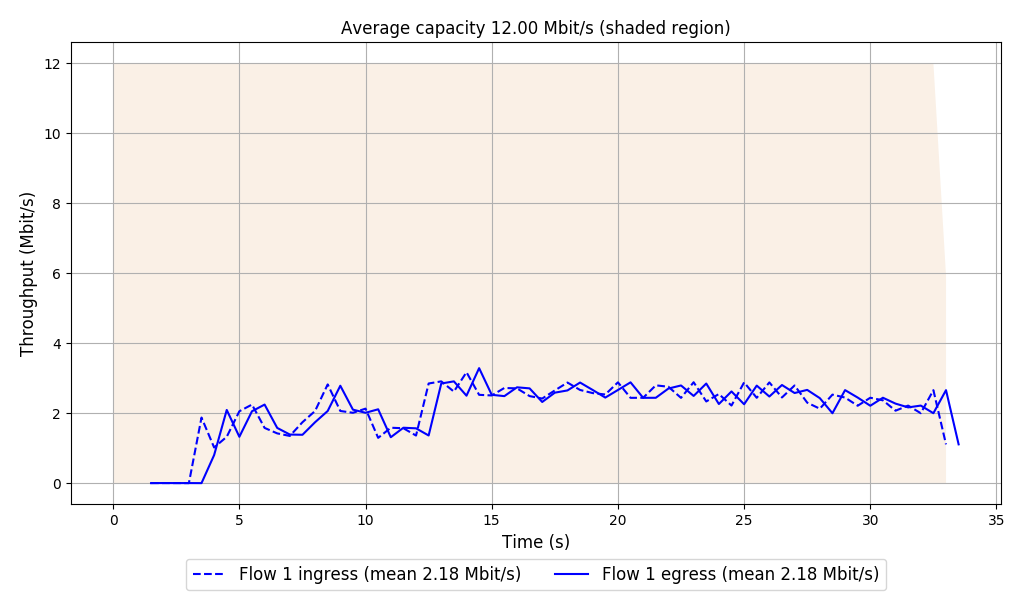 Average capacity 12.00 Mbit/s (shaded region)
Throughput (Mbit/s)
12
10
8
6
4
2
0
0 5 10 15 20 25 30 35
Time (s)
Flow 1 ingress (mean 2.18 Mbit/s) Flow 1 egress (mean 2.18 Mbit/s)